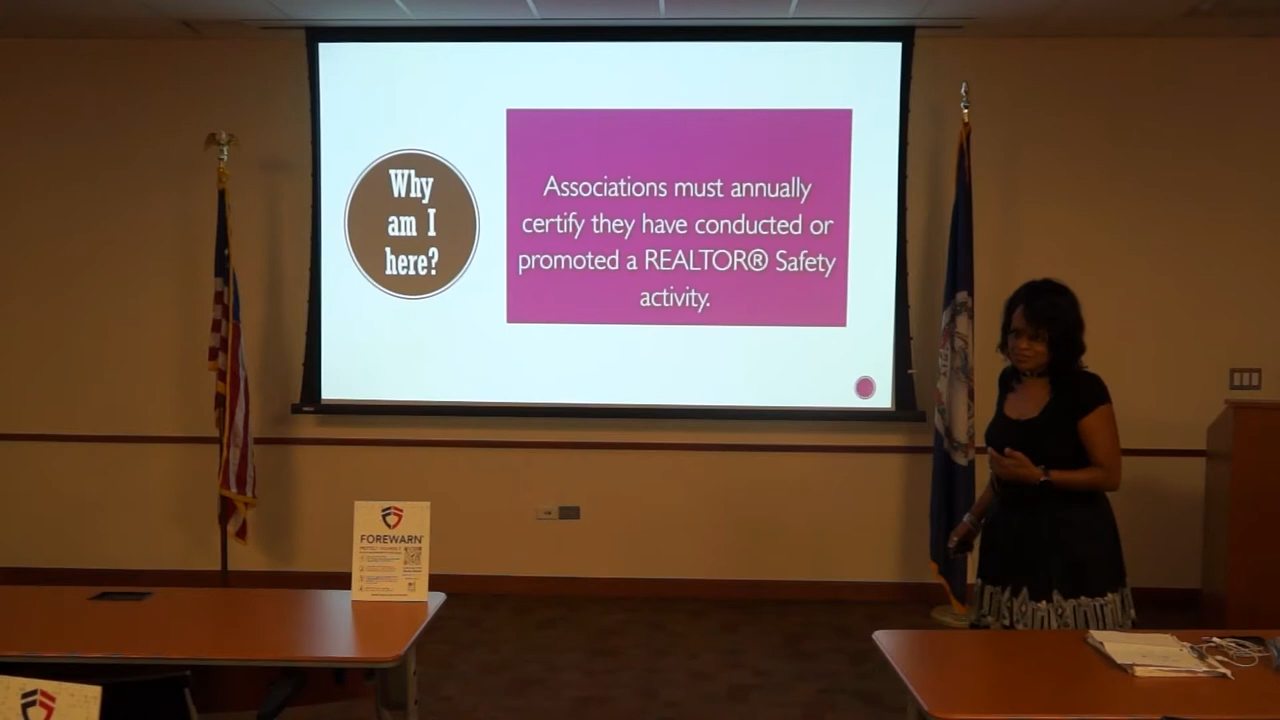 Why
am I
here?
Associations must annually
certify they have conducted or
promoted a REALTOR® Safety
activity.
FOREWARN